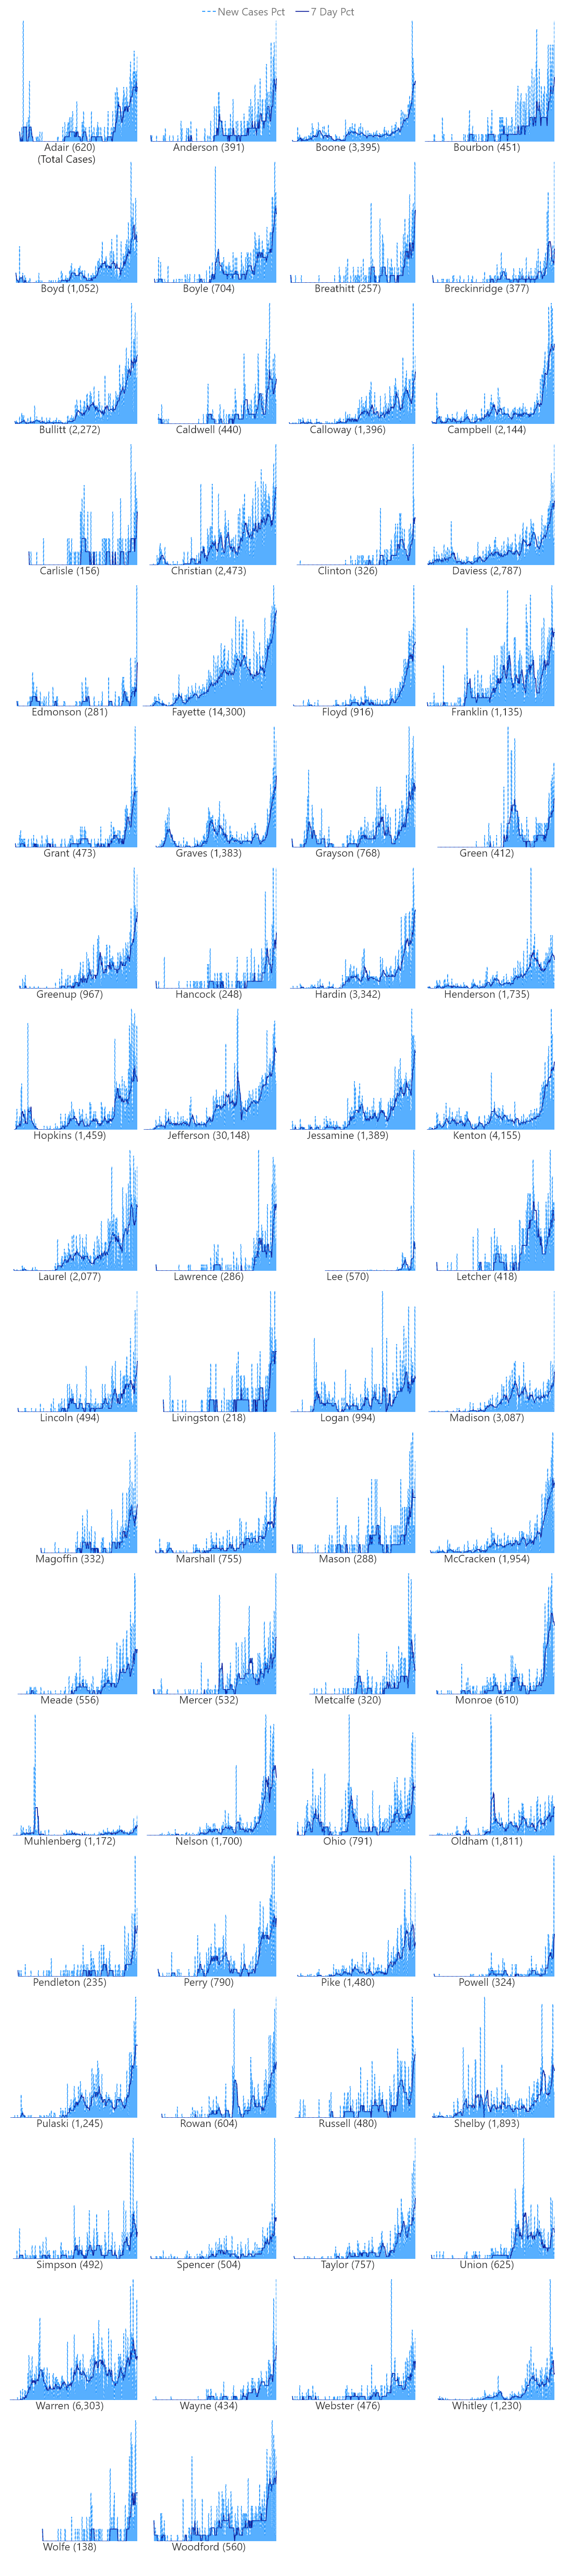 New Cases Pct 7 Day Pct
Adair (620) Anderson (391) Boone (3,395) Bourbon (451)
(Total Cases)
Boyd (1,052) Boyle (704) Breathitt (257) Breckinridge (377)
Bullitt (2,272) Caldwell (440) Calloway (1,396) Campbell (2,144)
Carlisle (156) Christian (2,473) Clinton (326) Daviess (2,787)
Edmonson (281) Fayette (14,300) Floyd (916) Franklin (1,135)
Grant (473) Graves (1,383) Grayson (768) Green (412)
Greenup (967) Hancock (248) Hardin (3,342) Henderson (1,735)
Hopkins (1,459) Jefferson (30,148) Jessamine (1,389) Kenton (4,155)
Laurel (2,077) Lawrence (286) Lee (570) Letcher (418)
Lincoln (494) Livingston (218) Logan (994) Madison (3,087)
Magoffin (332) Marshall (755) Mason (288) McCracken (1,954)
Meade (556) Mercer (532) Metcalfe (320) Monroe (610)
Muhlenberg (1,172) Nelson (1,700) Ohio (791) Oldham (1,811)
Pendleton (235) Perry (790) Pike (1,480) Powell (324)
Pulaski (1,245) Rowan (604) Russell (480) Shelby (1,893)
Simpson (492) Spencer (504) Taylor (757) Union (625)
Warren (6,303) Wayne (434) Webster (476) Whitley (1,230)
Wolfe (138) Woodford (560)